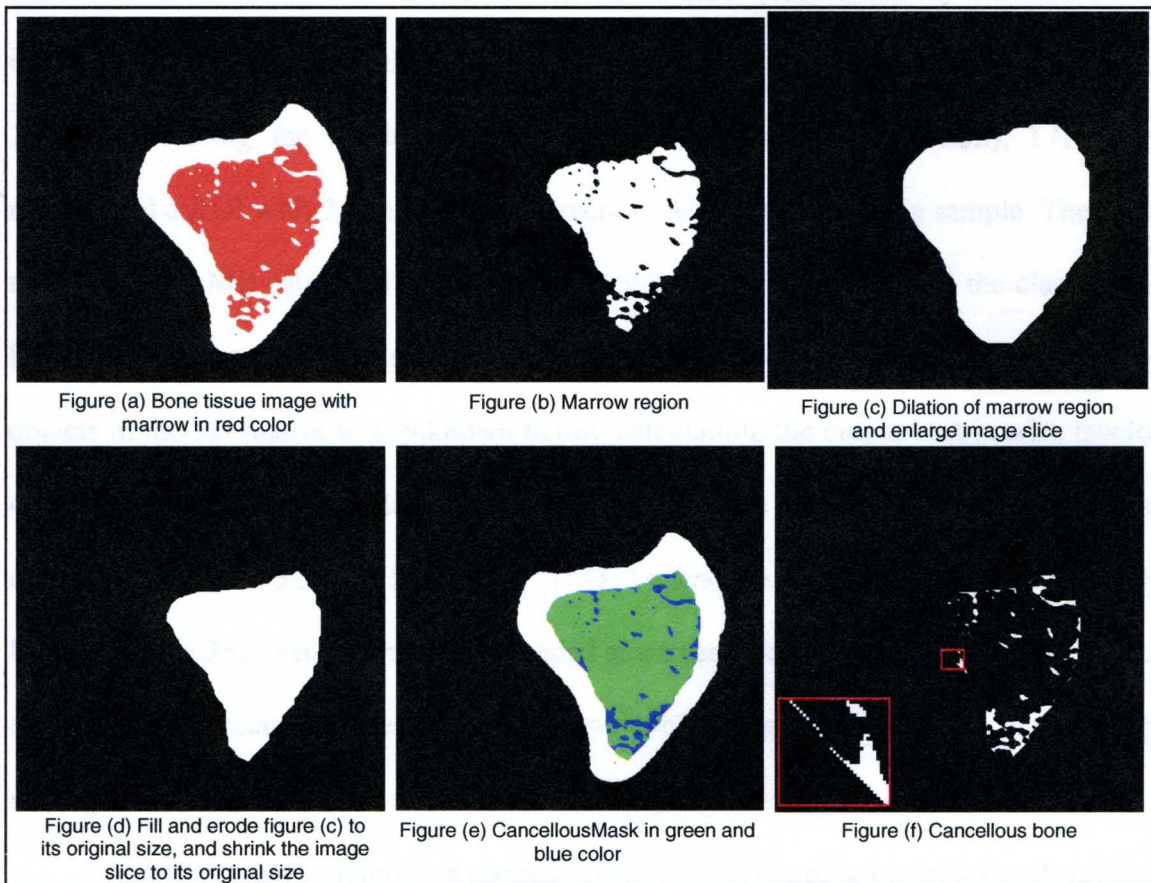 Figure (a) Bone tissue image with
marrow in red color
Figure (b) Marrow region
Figure (c) Dilation of marrow region
and enlarge image slice
Figure (d) Fill and erode figure (c) to
its original size, and shrink the image
slice to its original size
Figure (e) CancellousMask in green and
blue color
Figure (f) Cancellous bone